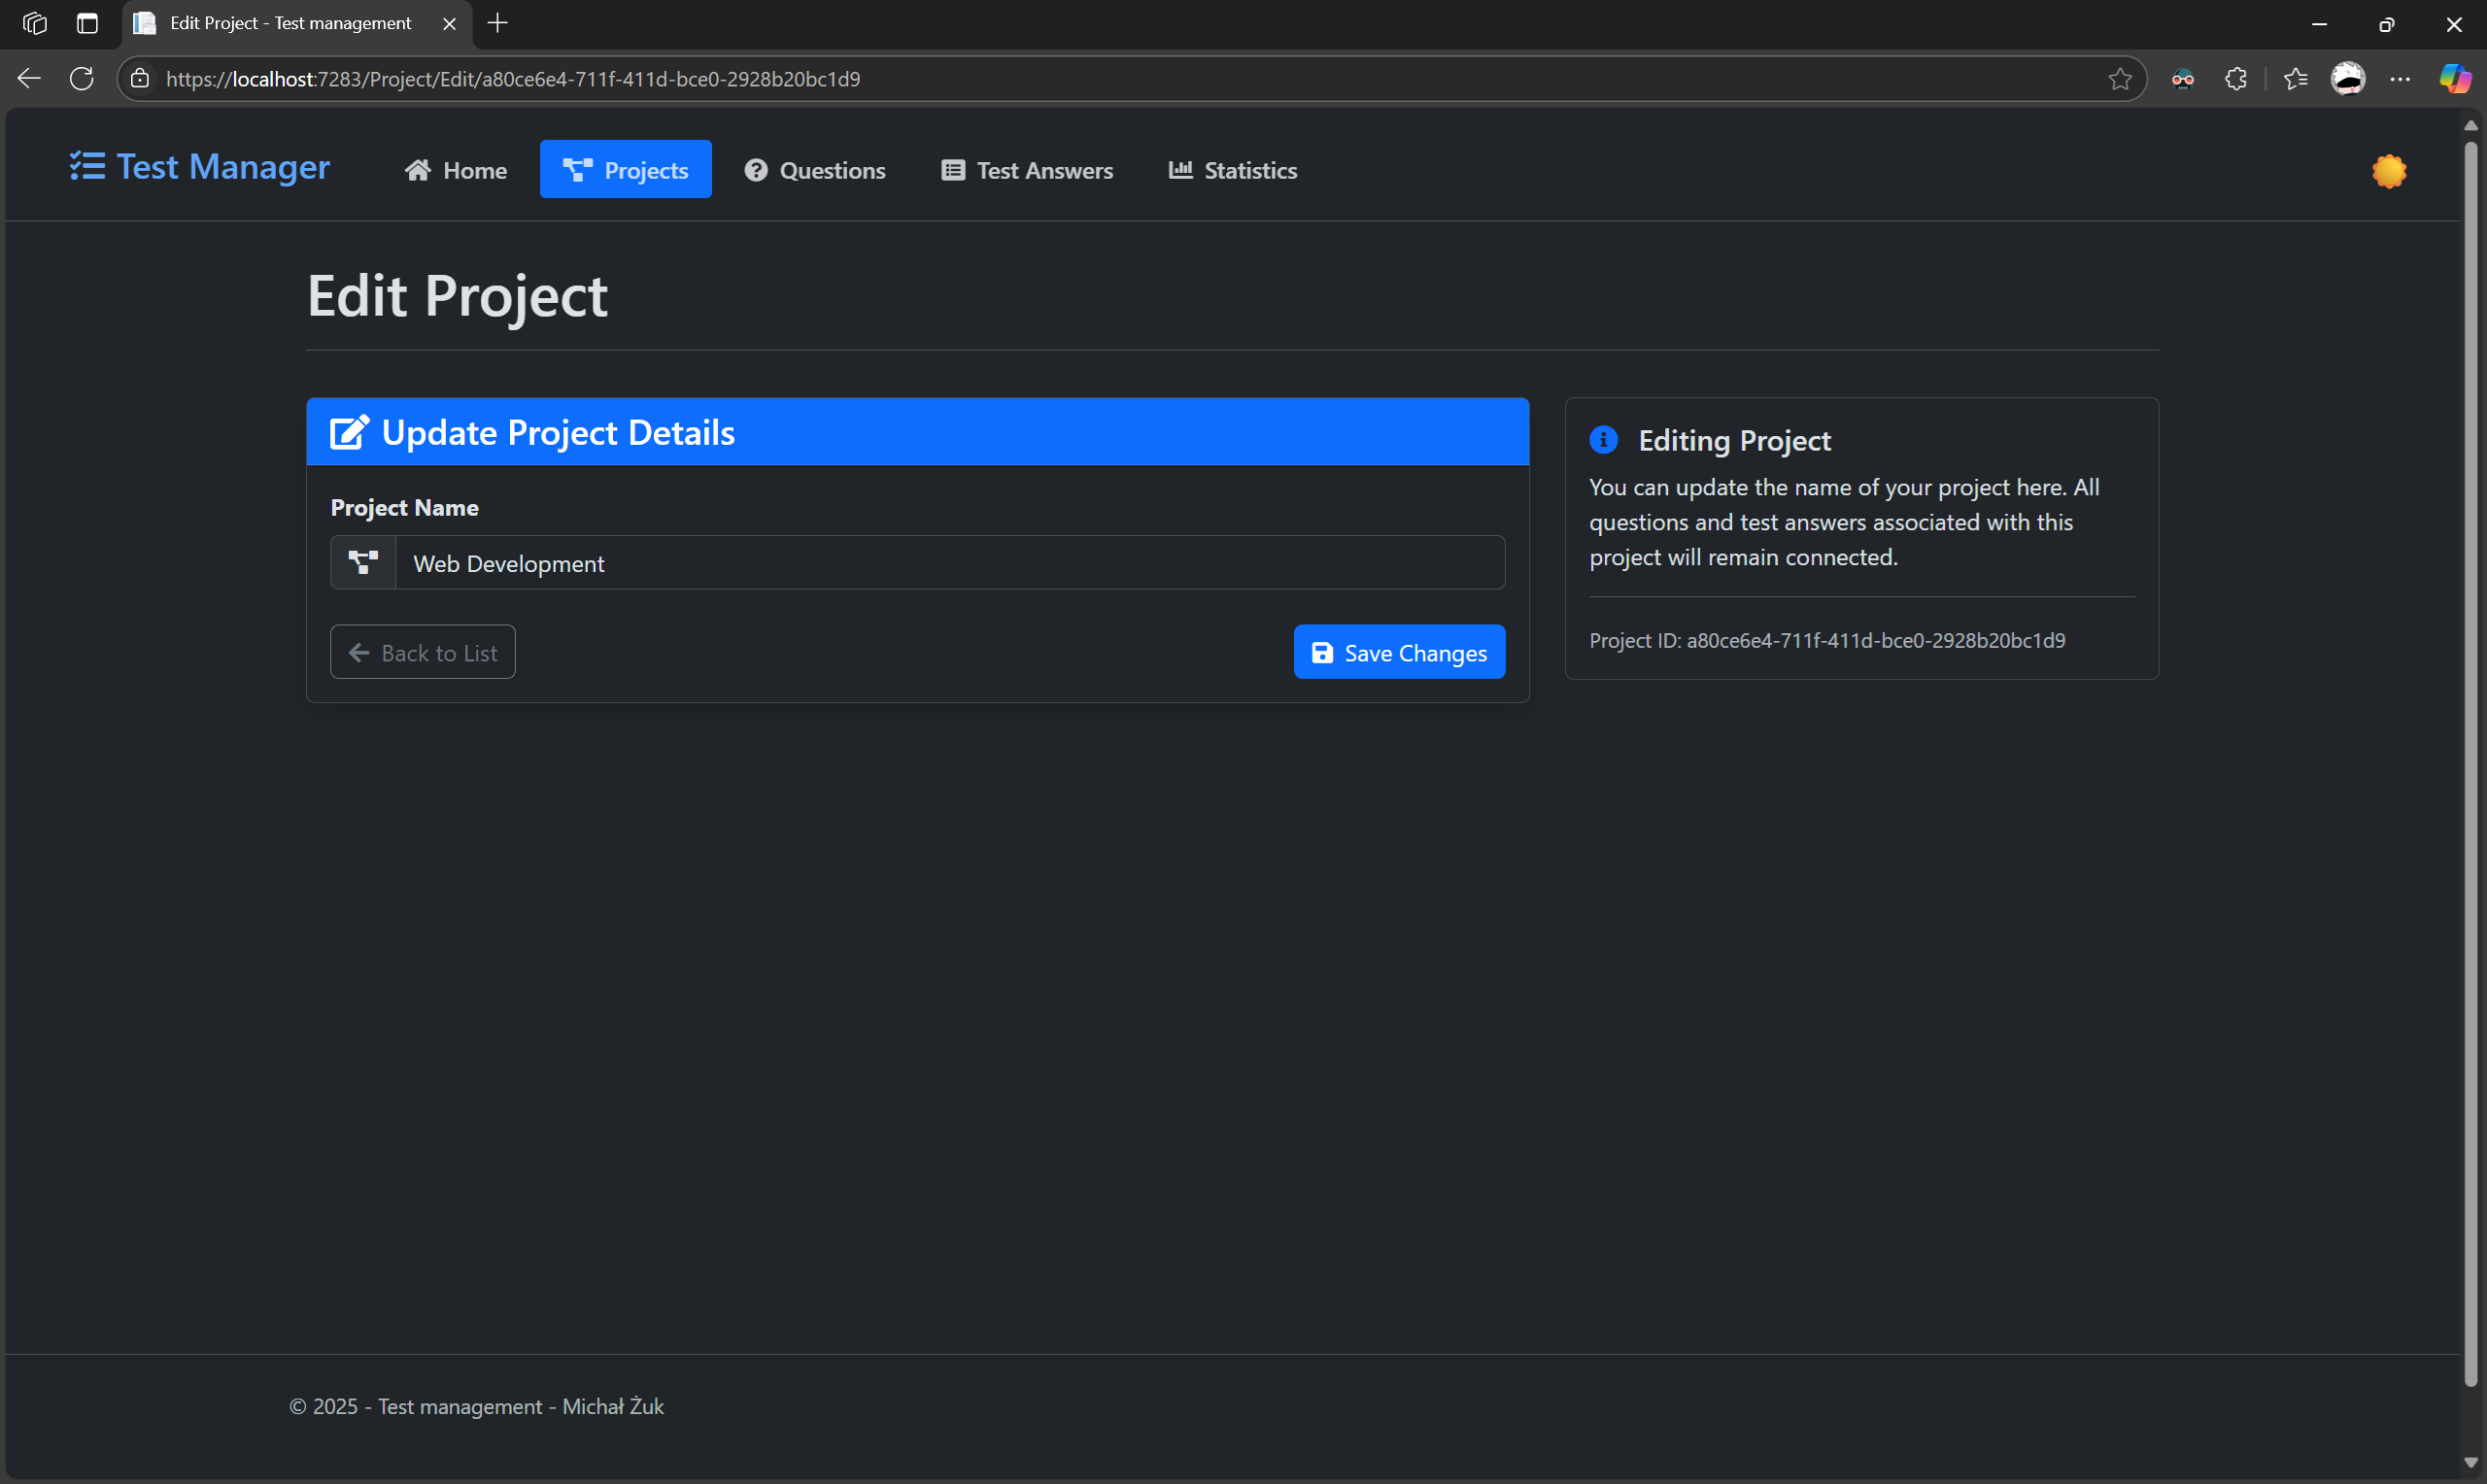 Edit Project - Test management
https://localhost:7283/Project/Edit/a80ce6e4-711f-411d-bce0-2928b20bc1d9
Test Manager
Home
Projects
Questions
Test Answers
Statistics
Edit Project
Update Project Details
Project Name
Web Development
Back to List
Save Changes
Editing Project
You can update the name of your project here. All
questions and test answers associated with this
project will remain connected.
Project ID: a80ce6e4-711f-411d-bce0-2928b20bc1d9
© 2025 - Test management - Michał Żuk